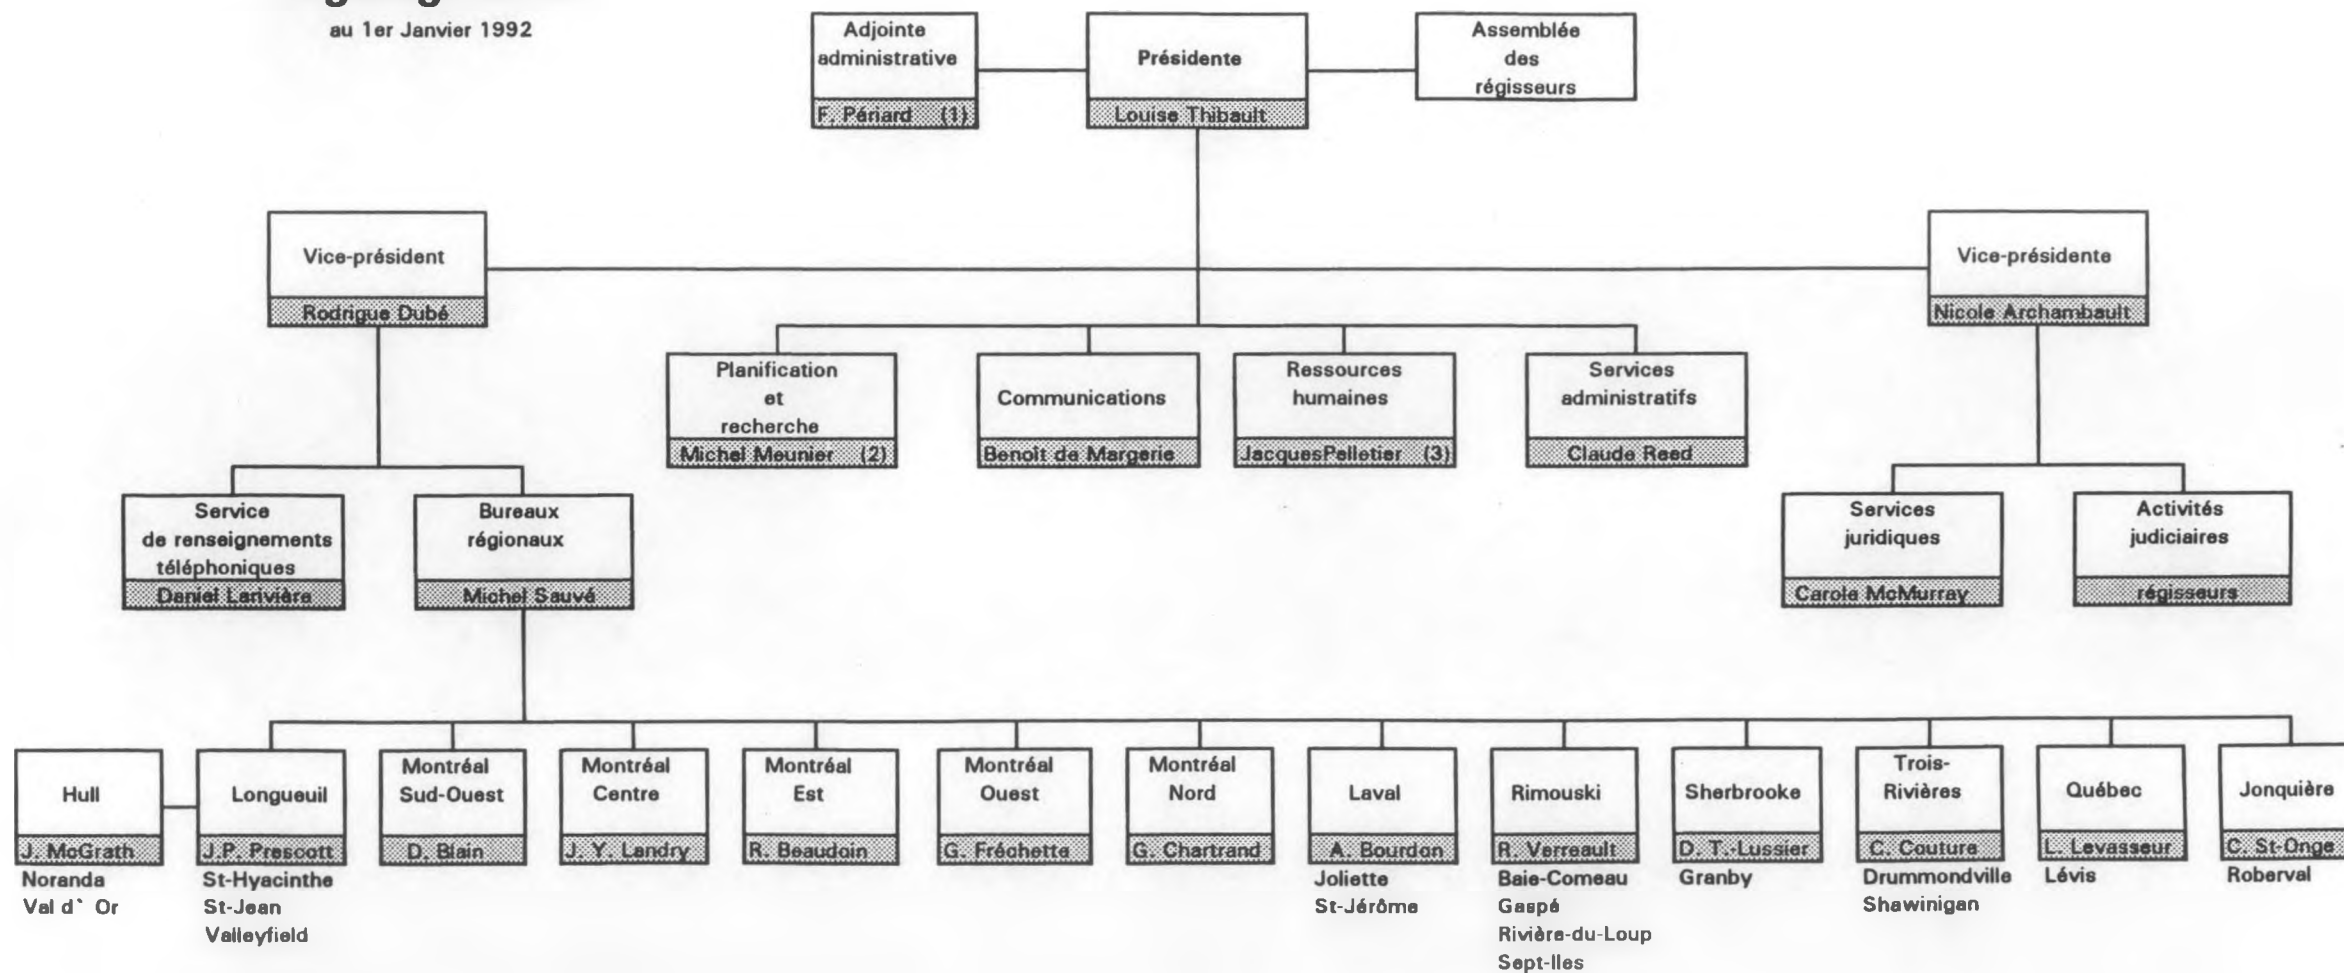 au 1er Janvier 1992
Adjointe
administrative
F. Périard (1)
Présidente
Louise Thibault
Assemblée
des
régisseurs
Vice-président
Rodrigue Dubé
Vice-présidente
Nicole Archambault
Planification
et
recherche
Michel Meunier (2)
Communications
Benoît de Margerie
Ressources
humaines
JacquesPelletier (3)
Services
administratifs
Claude Reed
Service
de renseignements
téléphoniques
Daniel Larivière
Bureaux
régionaux
Michel Sauvé
Services
juridiques
Carole McMurray
Activités
judiciaires
régisseurs
Hull
J. McGrath
Noranda
Val d` Or
Longueuil
J.P. Prescott
St-Hyacinthe
St-Jean
Valleyfield
Montréal
Sud-Ouest
D. Blain
Montréal
Centre
J. Y. Landry
Montréal
Est
R. Beaudoin
Montréal
Ouest
G. Fréchette
Montréal
Nord
G. Chartrand
Laval
A. Bourdon
Joliette
St-Jérôme
Rimouski
R. Verreault
Baie-Comeau
Gaspé
Rivière-du-Loup
Sept-Iles
Sherbrooke
D. T.-Lussier
Granby
Trois-
Rivières
C. Couture
Drummondville
Shawinigan
Québec
L. Levasseur
Lévis
Jonquière
C. St-Onge
Roberval